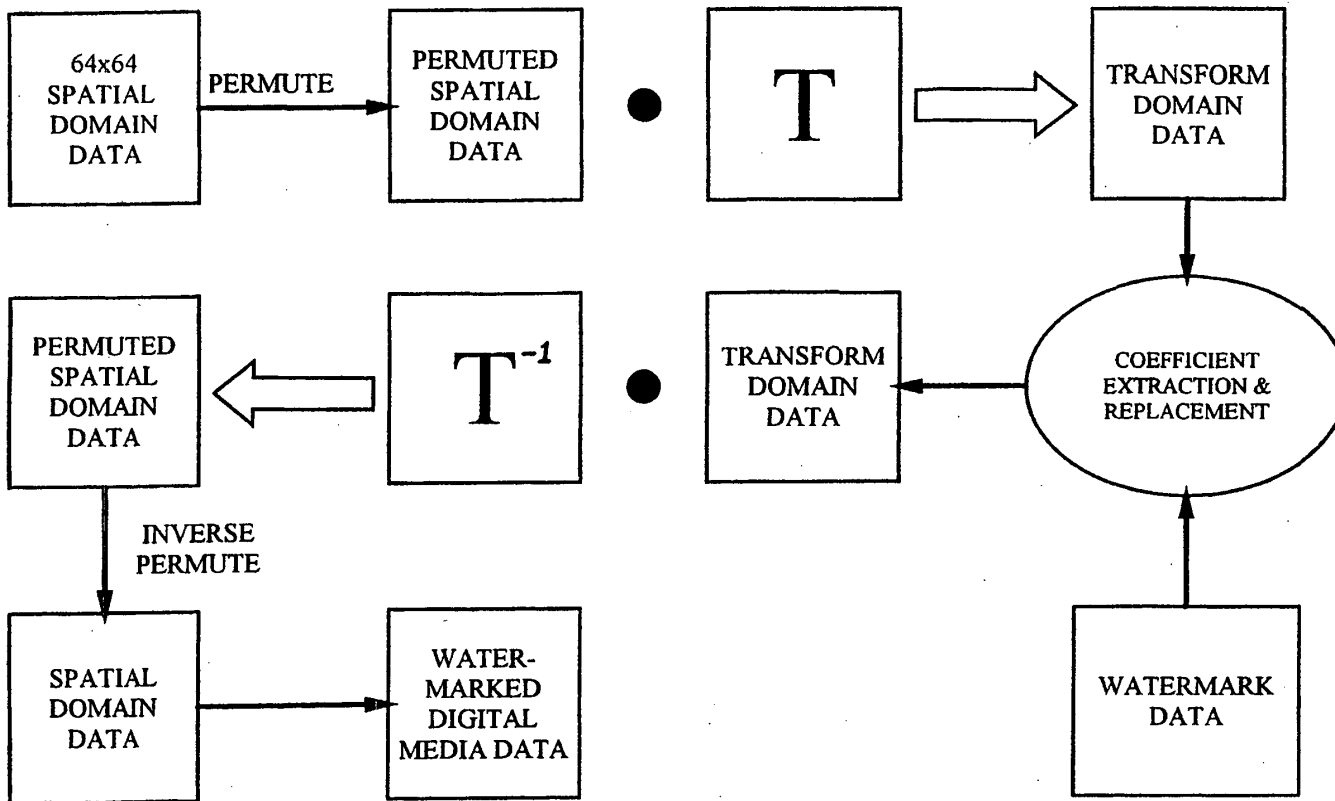 64x64
SPATIAL
DOMAIN
DATA
PERMUTE
PERMUTED
SPATIAL
DOMAIN
DATA
T
TRANSFORM
DOMAIN
DATA
PERMUTED
SPATIAL
DOMAIN
DATA
T-1
TRANSFORM
DOMAIN
DATA
COEFFICIENT
EXTRACTION &
REPLACEMENT
INVERSE
PERMUTE
SPATIAL
DOMAIN
DATA
WATER-
MARKED
DIGITAL
MEDIA DATA
WATERMARK
DATA